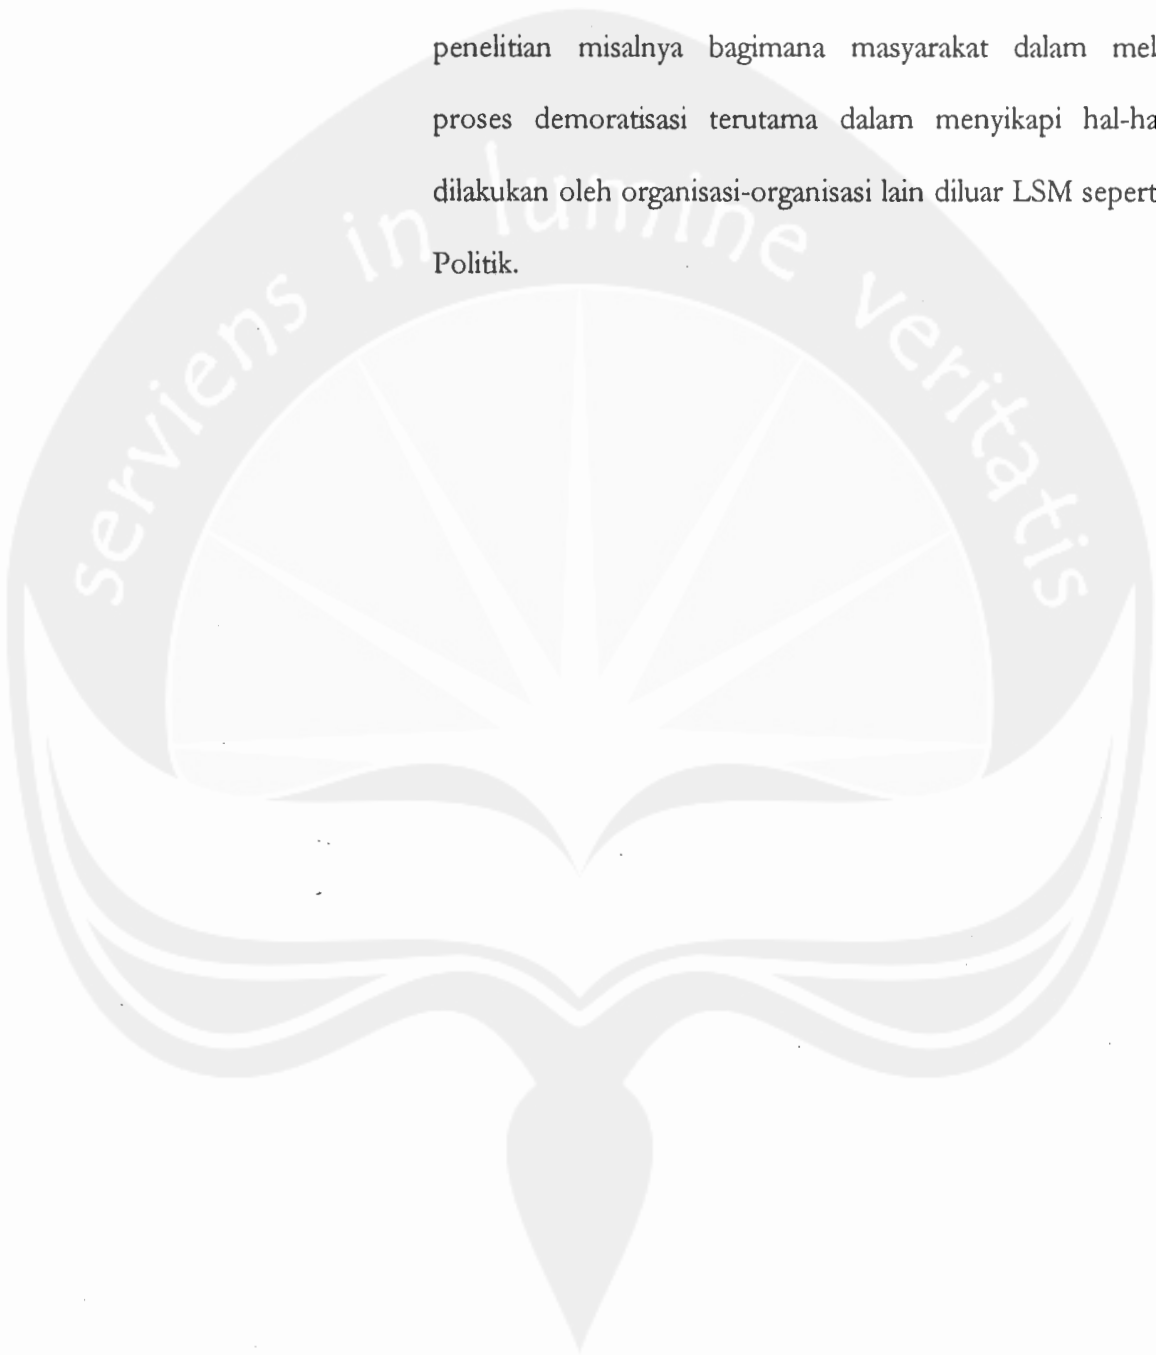 penelitian misalnya bagimana masyarakat dalam mel
proses demoratisasi terutama dalam menyikapi hal-ha
dilakukan oleh organisasi-organisasi lain diluar LSM sepert
Politik.
serviens in lumine veritatis